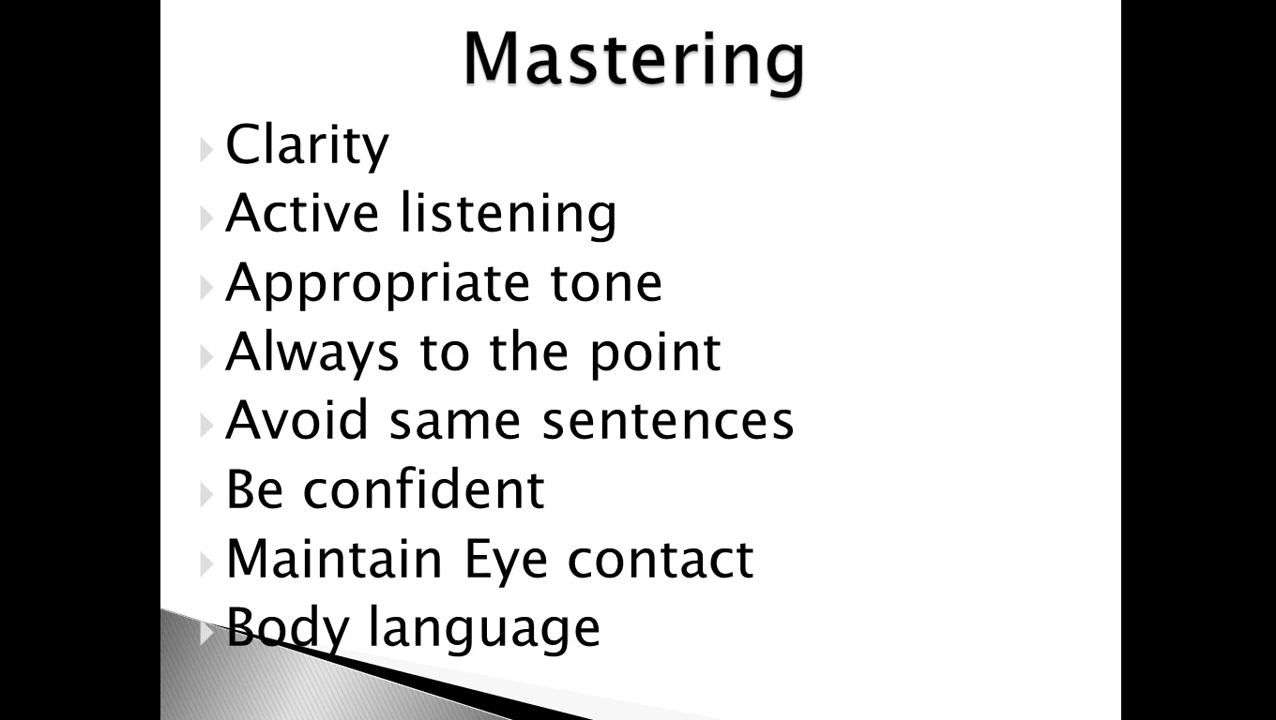 Mastering
Clarity
Active listening
Appropriate tone
Always to the point
Avoid same sentences
Be confident
Maintain Eye contact
Body language